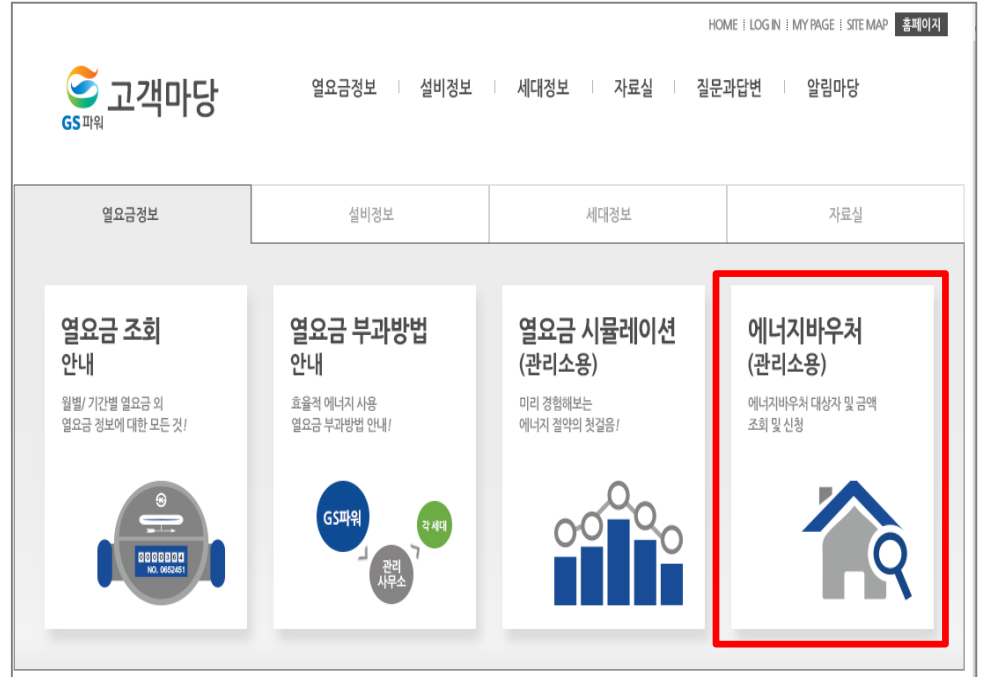 HOME ⁞ LOG IN ⁞ MY PAGE ⁞ SITE MAP 홈페이지
GS파워 고객마당
열요금정보 | 설비정보 | 세대정보 | 자료실 | 질문과답변 | 알림마당
열요금정보 설비정보 세대정보 자료실
열요금 조회
안내
월별/ 기간별 열요금 외
열요금 정보에 대한 모든 것!
0000364
NO. 0652451
열요금 부과방법
안내
효율적 에너지 사용
열요금 부과방법 안내!
GS파워
각 세대
관리
사무소
열요금 시뮬레이션
(관리소용)
미리 경험해보는
에너지 절약의 첫걸음!
에너지바우처
(관리소용)
에너지바우처 대상자 및 금액
조회 및 신청